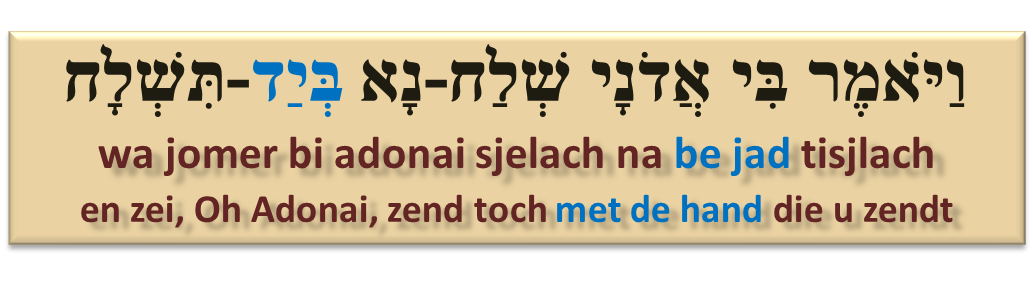 וַיֹּאמֶר בִּי אֲדֹנָי שְׁלַח-נָא בְּיַד-תִּשְׁלָח
wa jomer bi adonai sjelach na be jad tisjlach
en zei, Oh Adonai, zend toch met de hand die u zendt